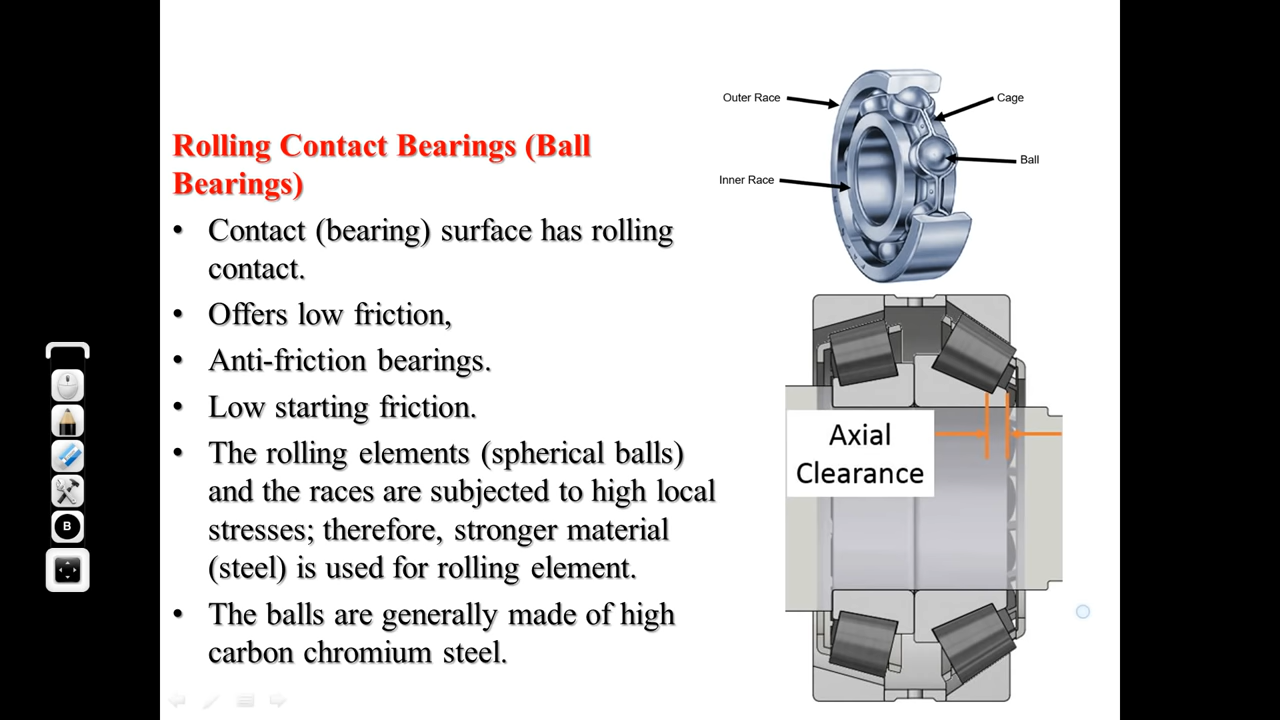 Outer Race
Cage
Ball
Inner Race
Rolling Contact Bearings (Ball
Bearings)
• Contact (bearing) surface has rolling
contact.
• Offers low friction,
• Anti-friction bearings.
• Low starting friction.
• The rolling elements (spherical balls)
and the races are subjected to high local
stresses; therefore, stronger material
(steel) is used for rolling element.
• The balls are generally made of high
carbon chromium steel.
Axial
Clearance
B